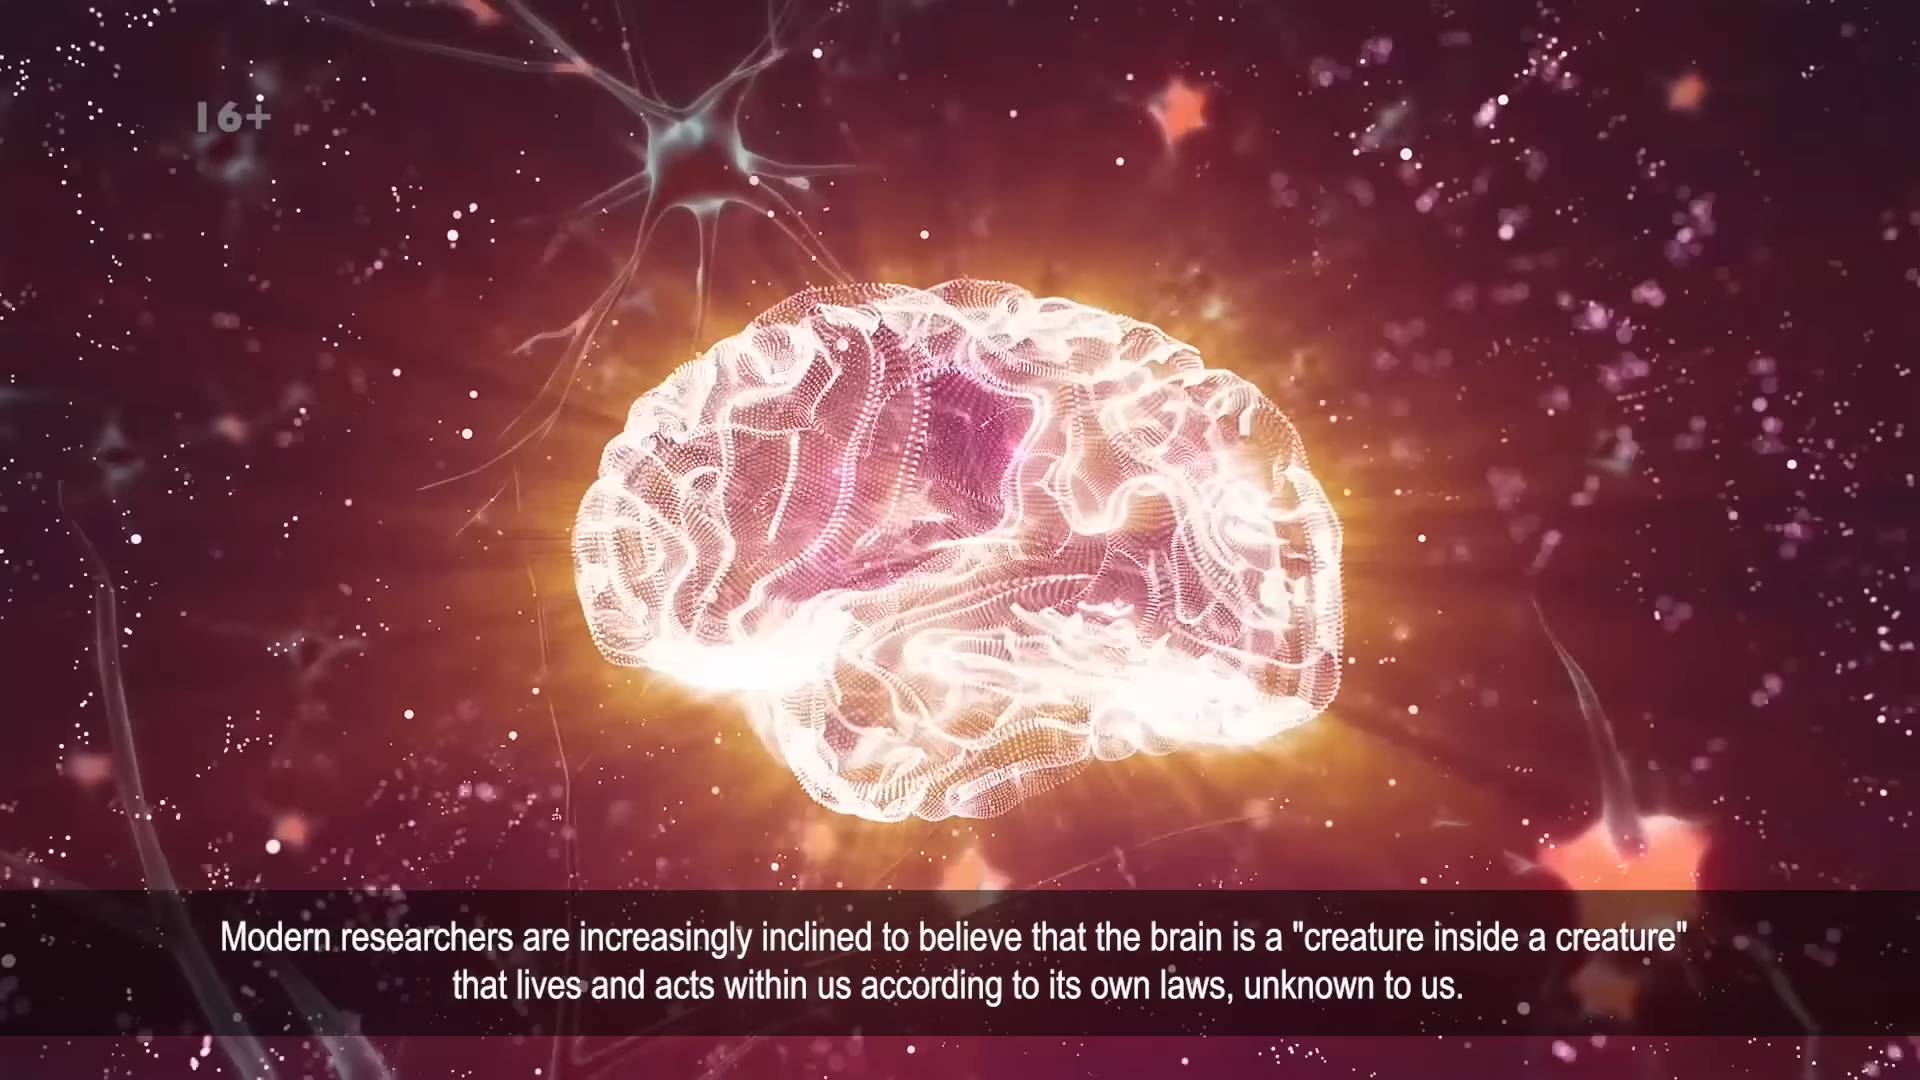 16+
Modern researchers are increasingly inclined to believe that the brain is a "creature inside a creature"
that lives and acts within us according to its own laws, unknown to us.